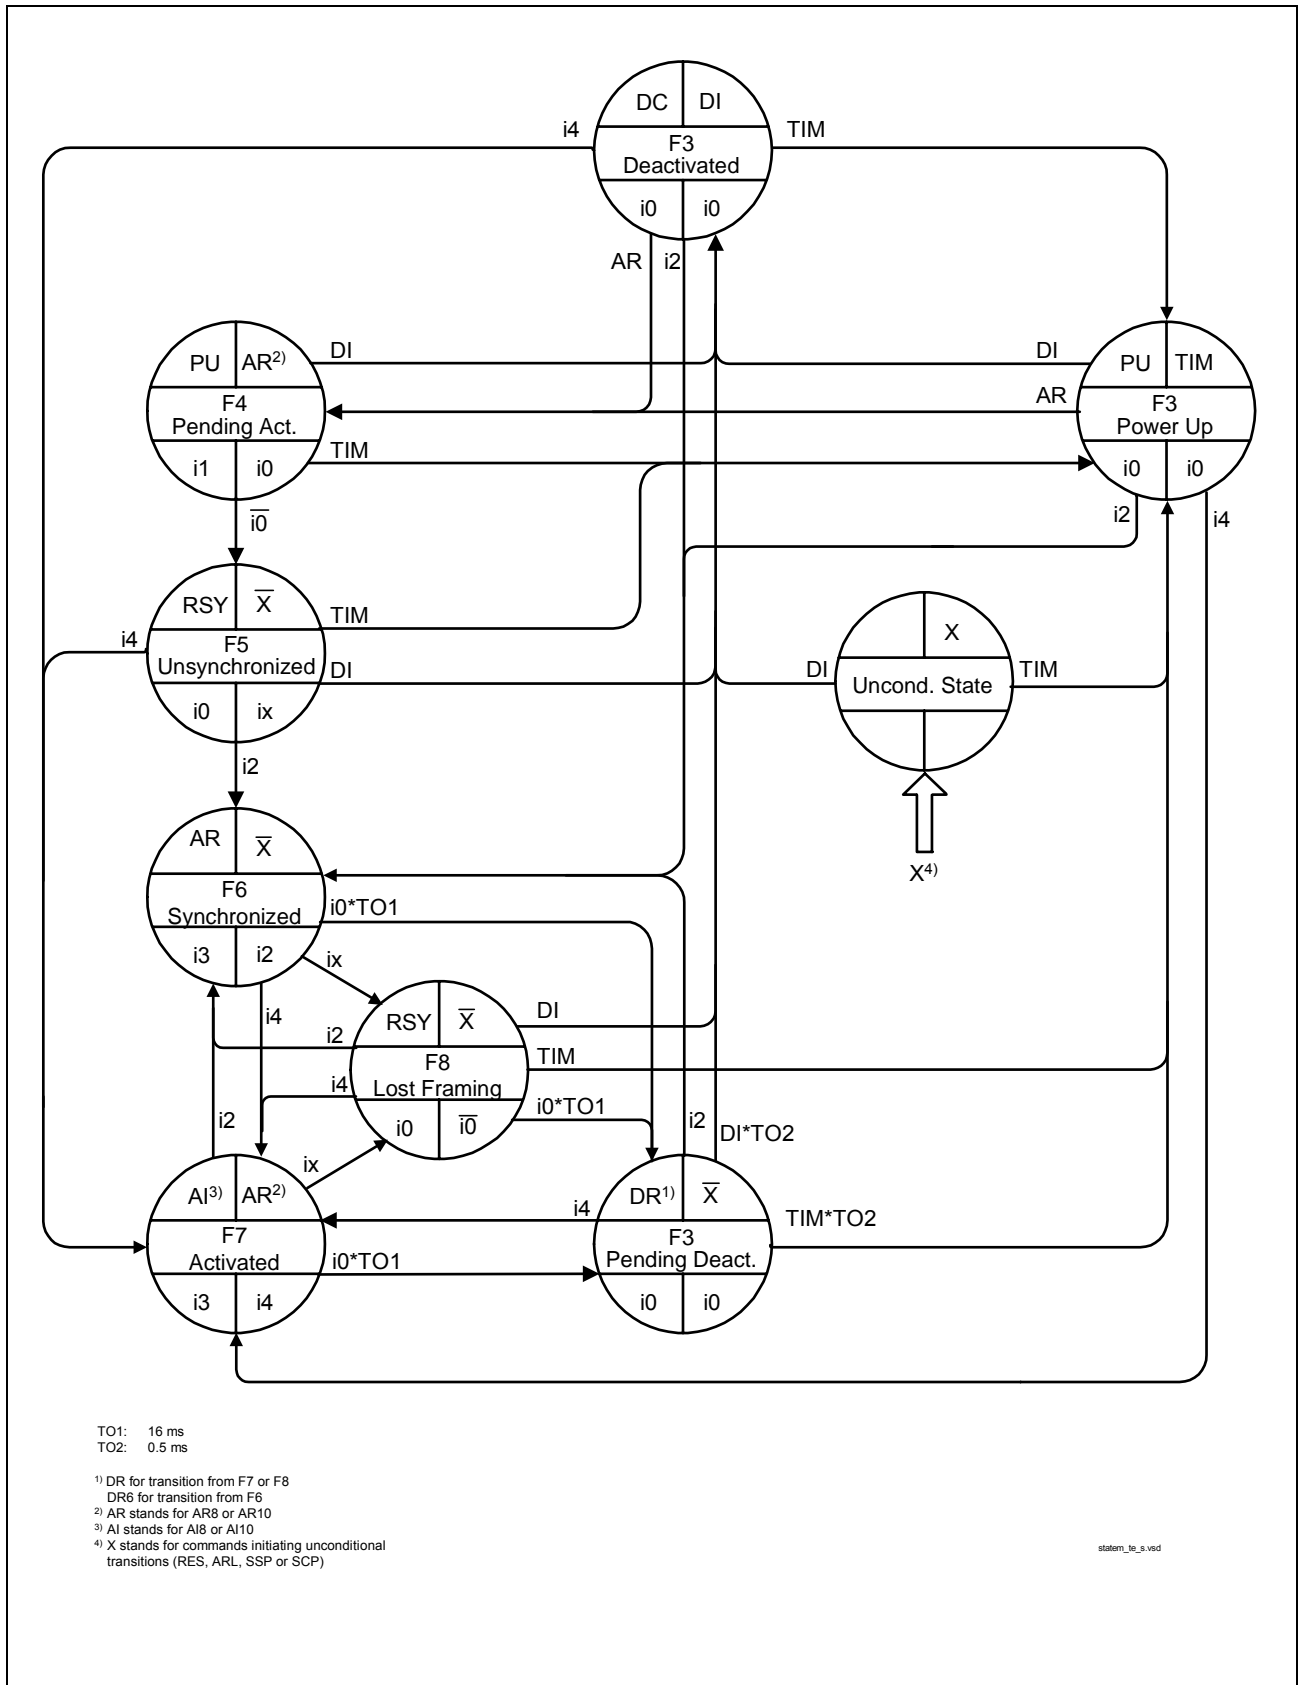 DC DI
i4 TIM
F3
Deactivated
i0 i0
AR i2
PU AR²⁾
DI
DI
PU TIM
F4
Pending Act.
AR
F3
Power Up
TIM
i1 i0
i0 i0
i̅0̅
i2 i4
RSY X̅
TIM
X
i4
F5
Unsynchronized
DI
DI
Uncond. State
TIM
i0 ix
i2
AR X̅
X⁴⁾
F6
Synchronized
i0*TO1
i3 i2
ix
i4
RSY X̅
DI
i2
F8
Lost Framing
TIM
i4
i0*TO1
i0 i̅0̅
i2
i2
DI*TO2
ix
AI³⁾ AR²⁾
DR¹⁾ X̅
i4
TIM*TO2
F7
Activated
F3
Pending Deact.
i0*TO1
i3 i4
i0 i0
TO1: 16 ms
TO2: 0.5 ms
¹⁾ DR for transition from F7 or F8
DR6 for transition from F6
²⁾ AR stands for AR8 or AR10
³⁾ AI stands for AI8 or AI10
⁴⁾ X stands for commands initiating unconditional
transitions (RES, ARL, SSP or SCP)
statem_te_s.vsd